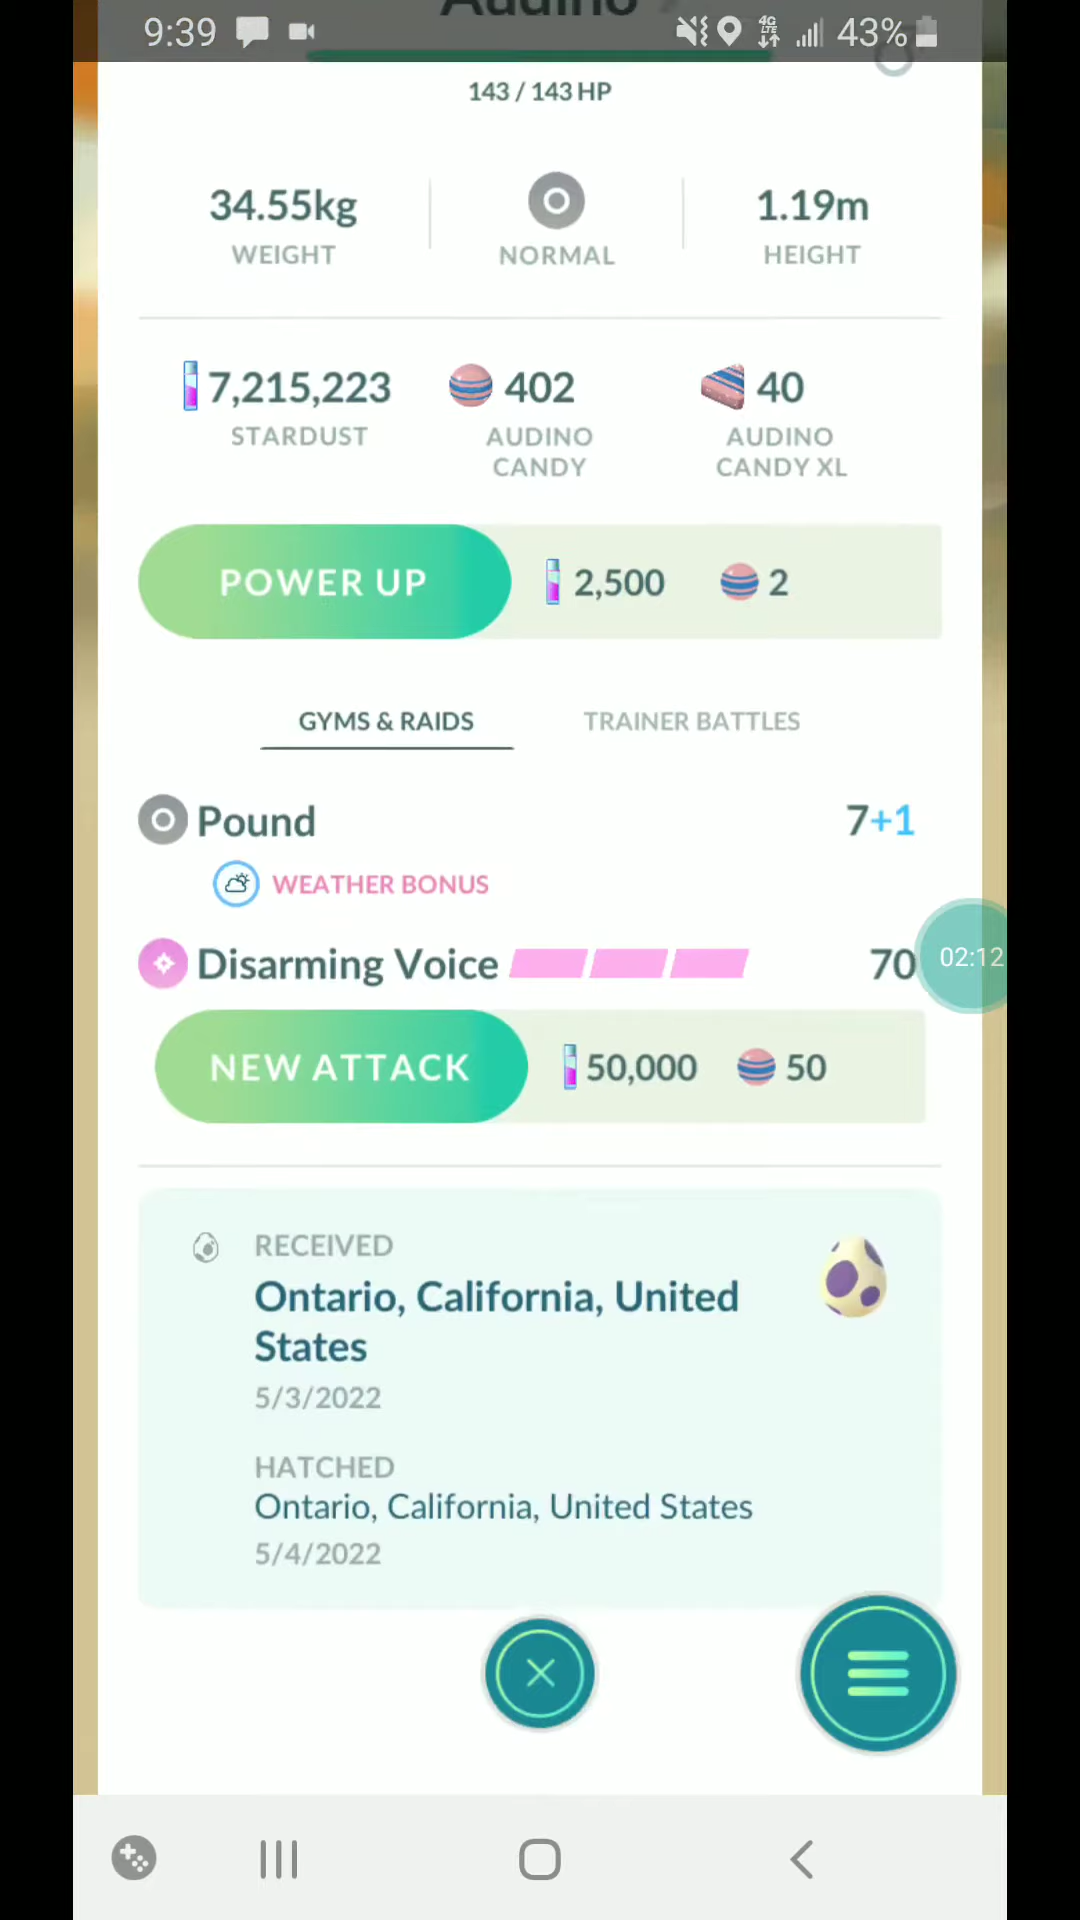 9:39 4G LTE 43%
Audino
143 / 143 HP
34.55kg 1.19m
WEIGHT NORMAL HEIGHT
7,215,223 402 40
STARDUST AUDINO CANDY AUDINO CANDY XL
POWER UP 2,500 2
GYMS & RAIDS TRAINER BATTLES
Pound 7+1
WEATHER BONUS
Disarming Voice 70
02:12
NEW ATTACK 50,000 50
RECEIVED
Ontario, California, United
States
5/3/2022
HATCHED
Ontario, California, United States
5/4/2022